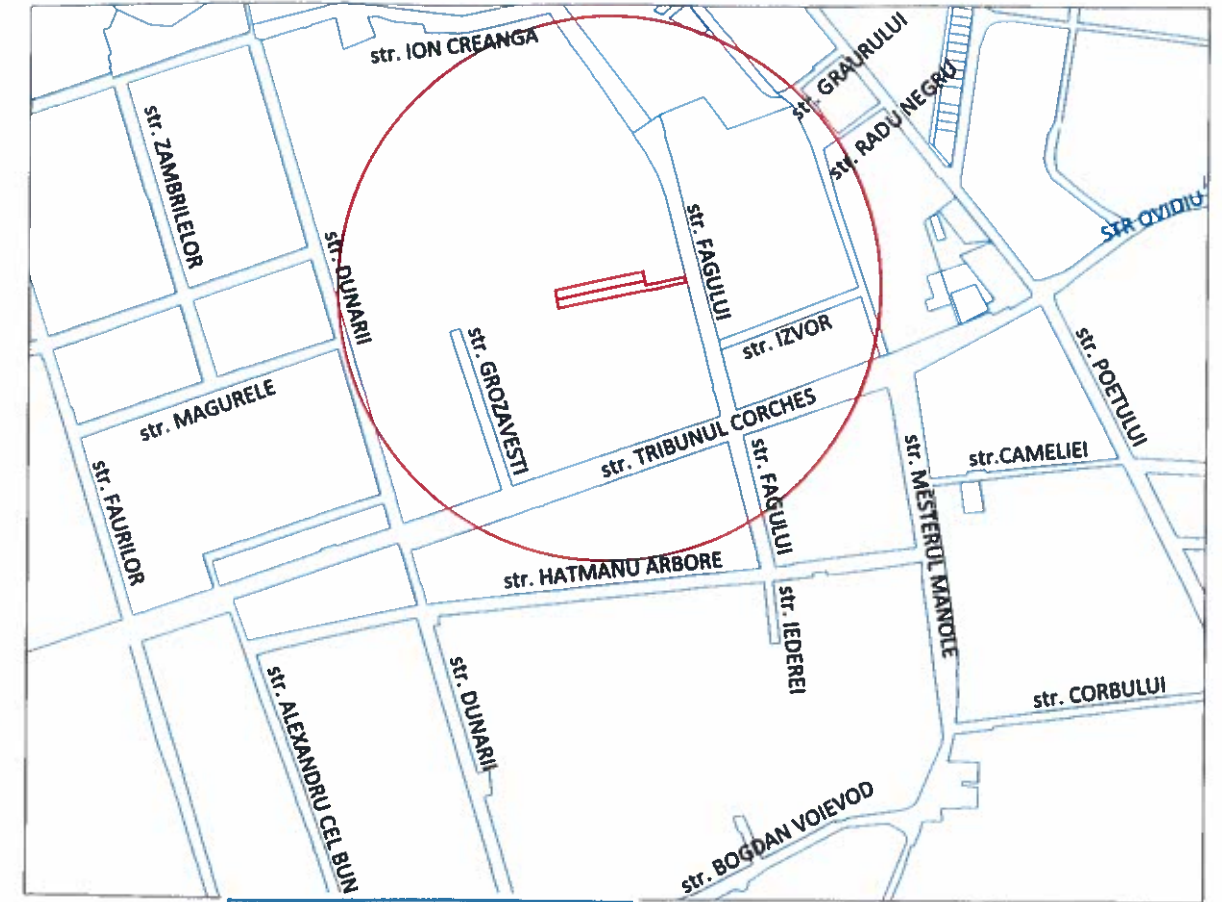 str. ION CREANGA
str. GRAURULUI
str. RADU NEGRU
str. ZAMBRILELOR
str. DUNARII
str. FAGULUI
STR OVIDIU
str. IZVOR
str. GROZAVESTI
str. POETULUI
str. MAGURELE
str. TRIBUNUL CORCHES
str. FAURILOR
str. FAGULUI
str. MESTERUL MANOLE
str.CAMELIEI
str. HATMANU ARBORE
str. IEDEREI
str. DUNARII
str. ALEXANDRU CEL BUN
str. CORBULUI
str. BOGDAN VOIEVOD